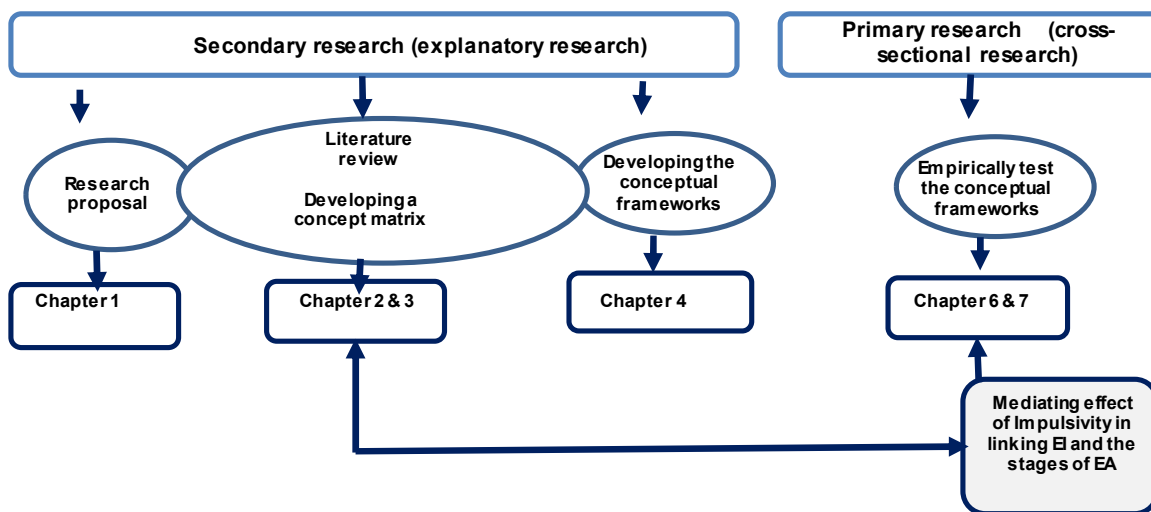 Secondary research (explanatory research)
Primary research (cross-
sectional research)
Research
proposal
Literature
review
Developing a
concept matrix
Developing the
conceptual
frameworks
Empirically test
the conceptual
frameworks
Chapter 1
Chapter 2 & 3
Chapter 4
Chapter 6 & 7
Mediating effect
of Impulsivity in
linking EI and the
stages of EA